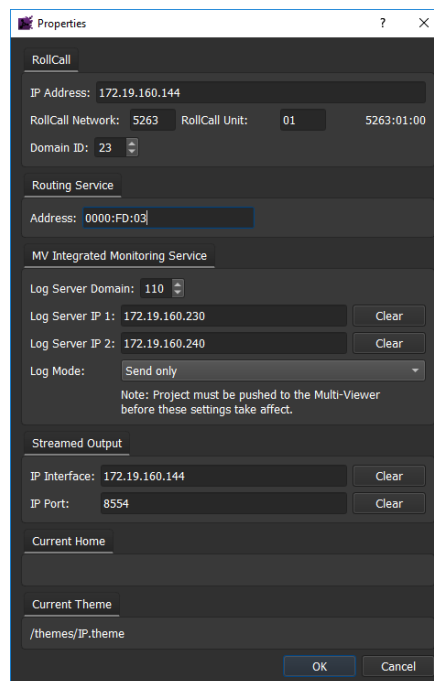 Properties ? ×
RollCall
IP Address: 172.19.160.144
RollCall Network: 5263 RollCall Unit: 01 5263:01:00
Domain ID: 23
Routing Service
Address: 0000:FD:03
MV Integrated Monitoring Service
Log Server Domain: 110
Log Server IP 1: 172.19.160.230 Clear
Log Server IP 2: 172.19.160.240 Clear
Log Mode: Send only
Note: Project must be pushed to the Multi-Viewer
before these settings take affect.
Streamed Output
IP Interface: 172.19.160.144 Clear
IP Port: 8554 Clear
Current Home
Current Theme
/themes/IP.theme
OK Cancel